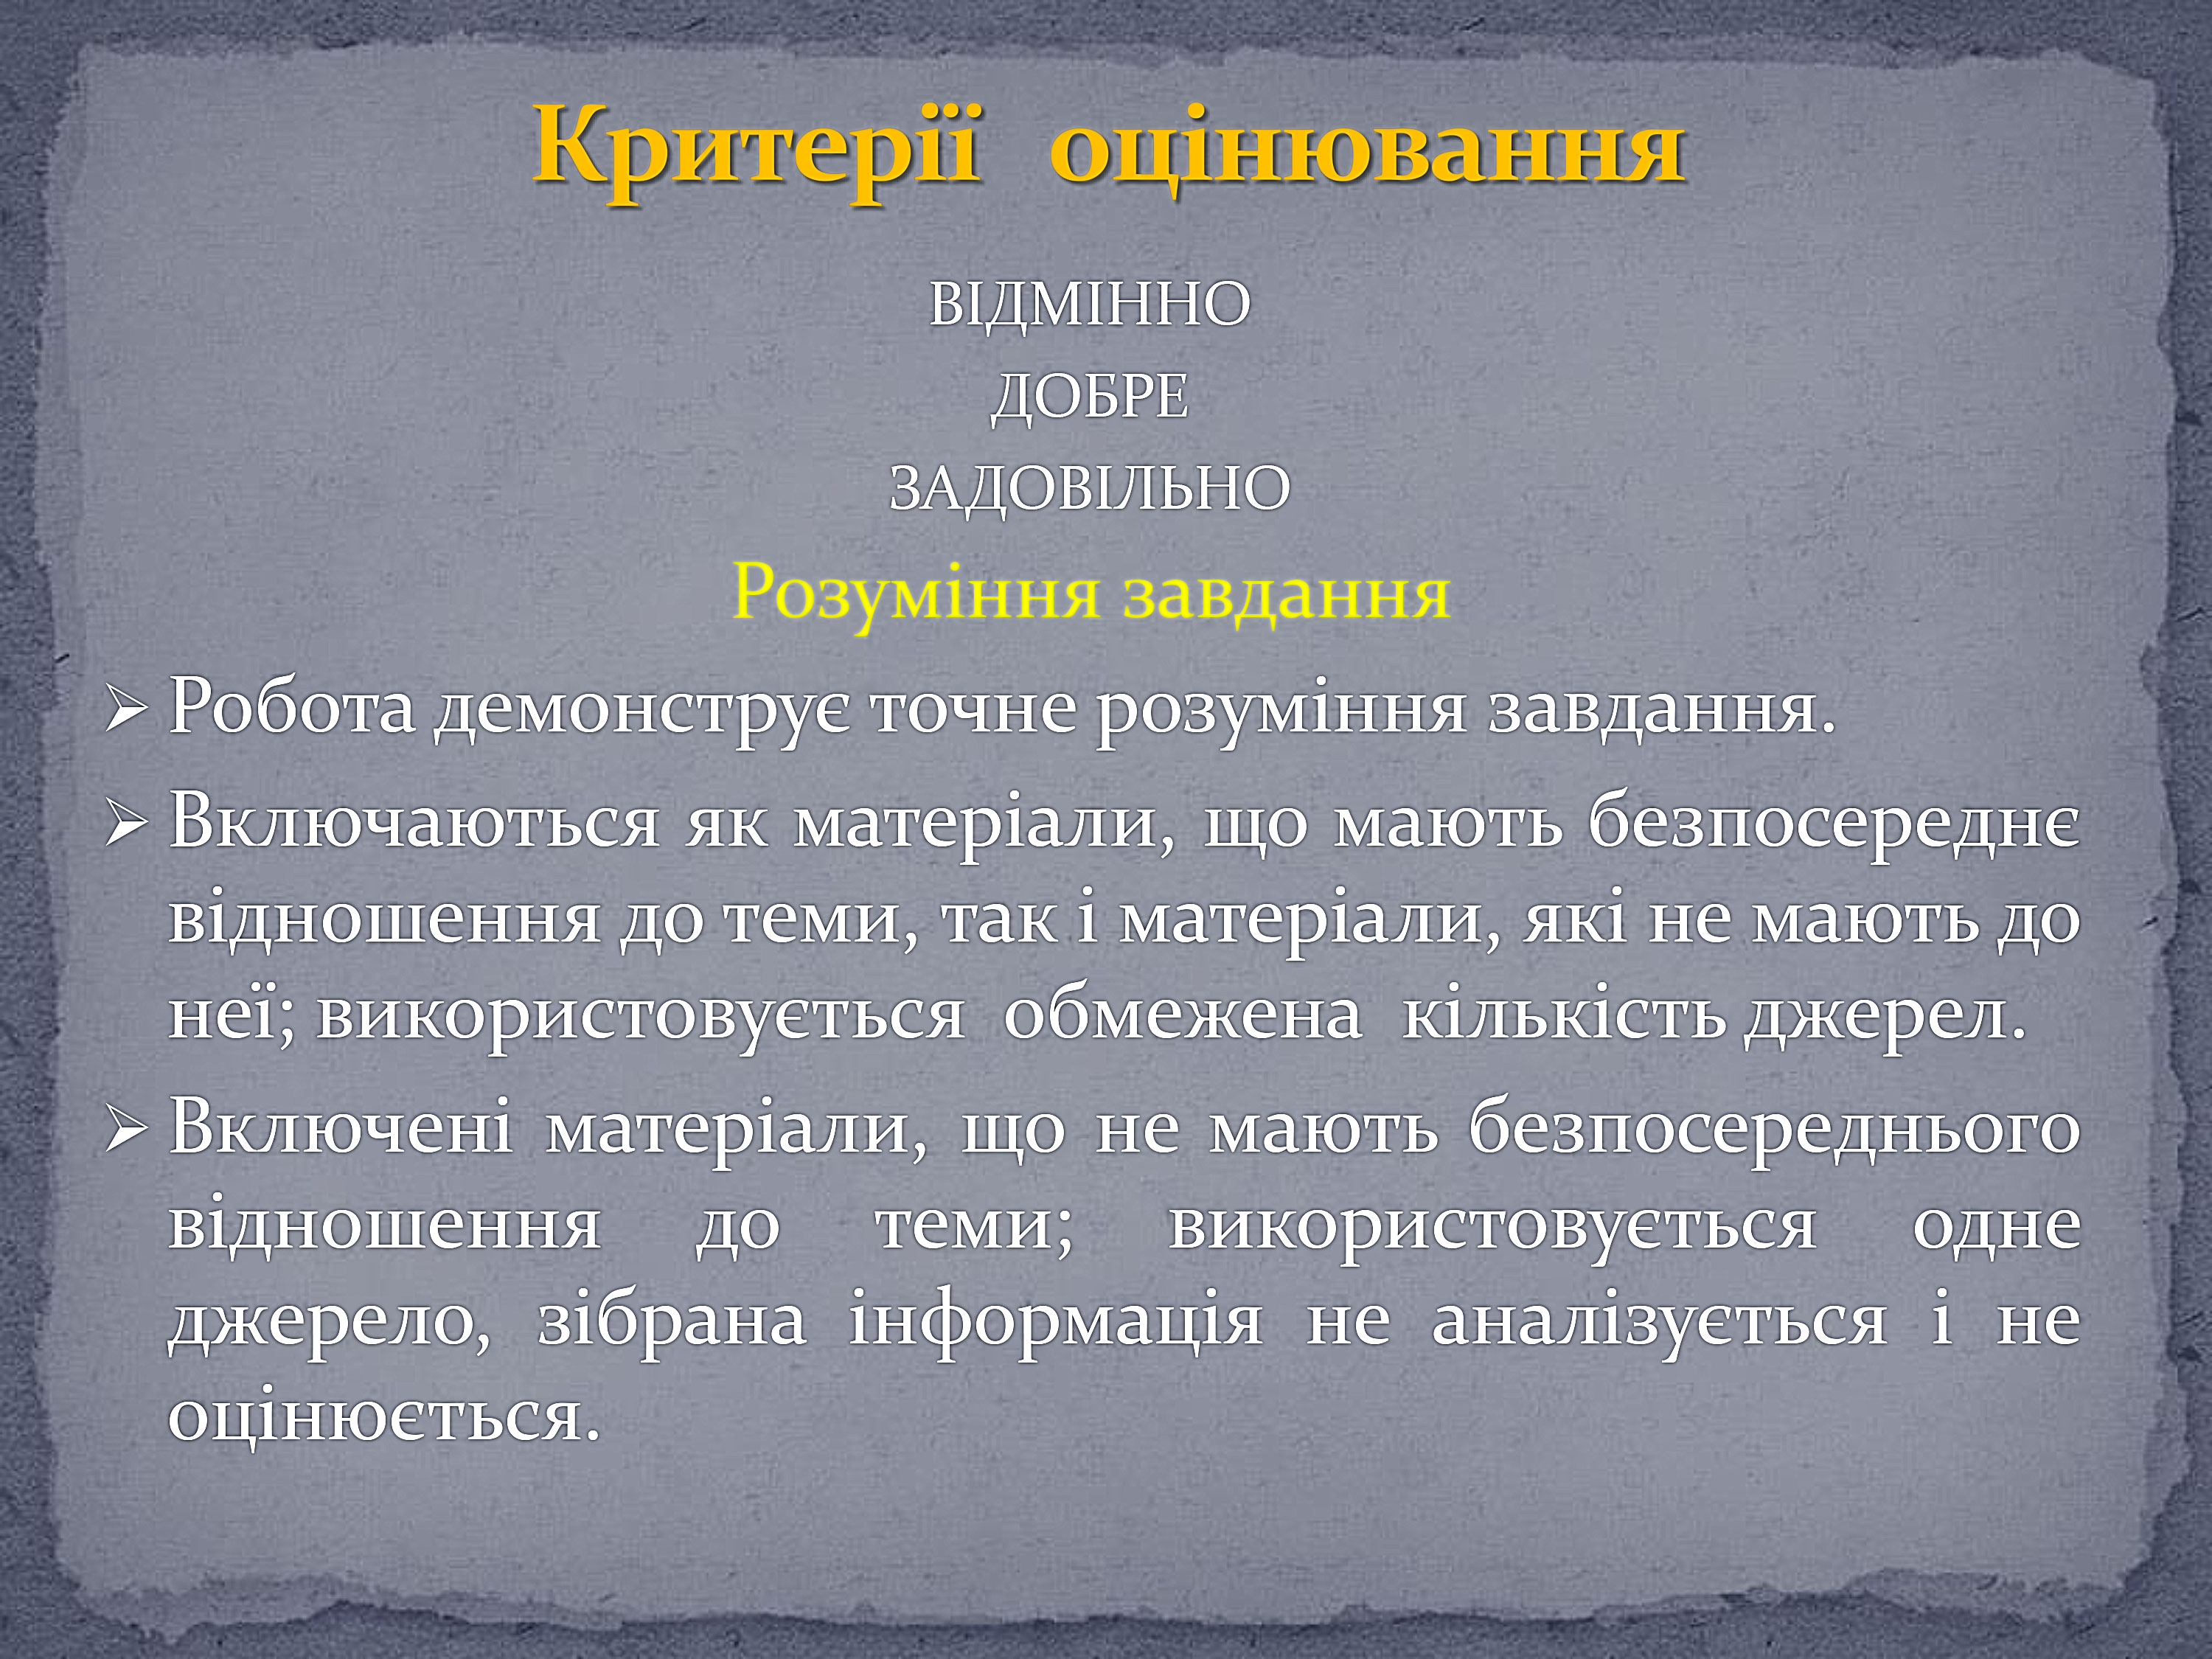 Критерії оцінювання
ВІДМІННО
ДОБРЕ
ЗАДОВІЛЬНО
Розуміння завдання
➢ Робота демонструє точне розуміння завдання.
➢ Включаються як матеріали, що мають безпосереднє
відношення до теми, так і матеріали, які не мають до
неї; використовується обмежена кількість джерел.
➢ Включені матеріали, що не мають безпосереднього
відношення до теми; використовується одне
джерело, зібрана інформація не аналізується і не
оцінюється.